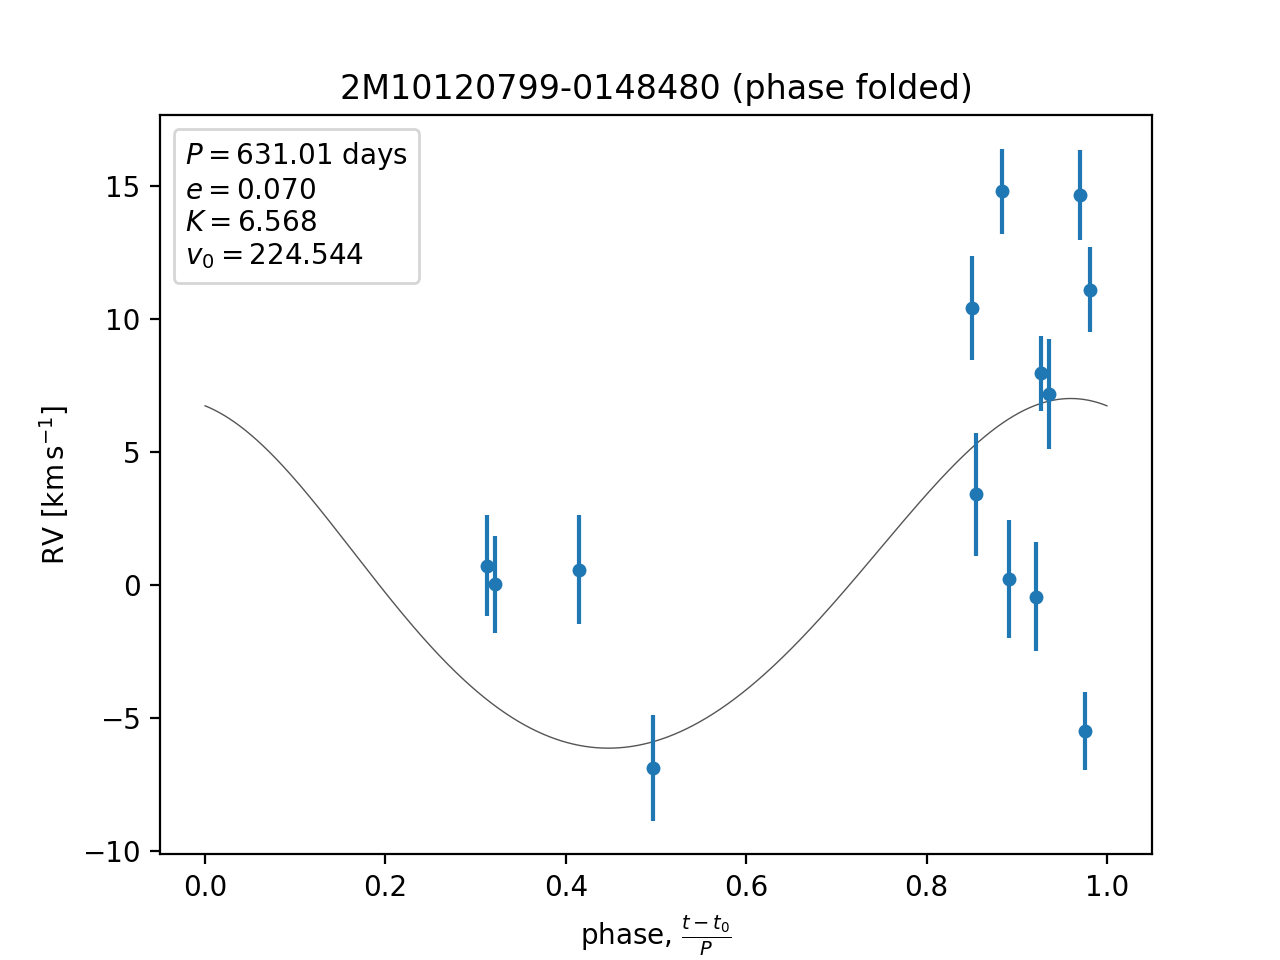 2M10120799-0148480 (phase folded)
P = 631.01 days
e = 0.070
K = 6.568
v₀ = 224.544
15
10
5
0
−5
−10
RV [km s⁻¹]
0.0 0.2 0.4 0.6 0.8 1.0
phase, (t − t₀)/P